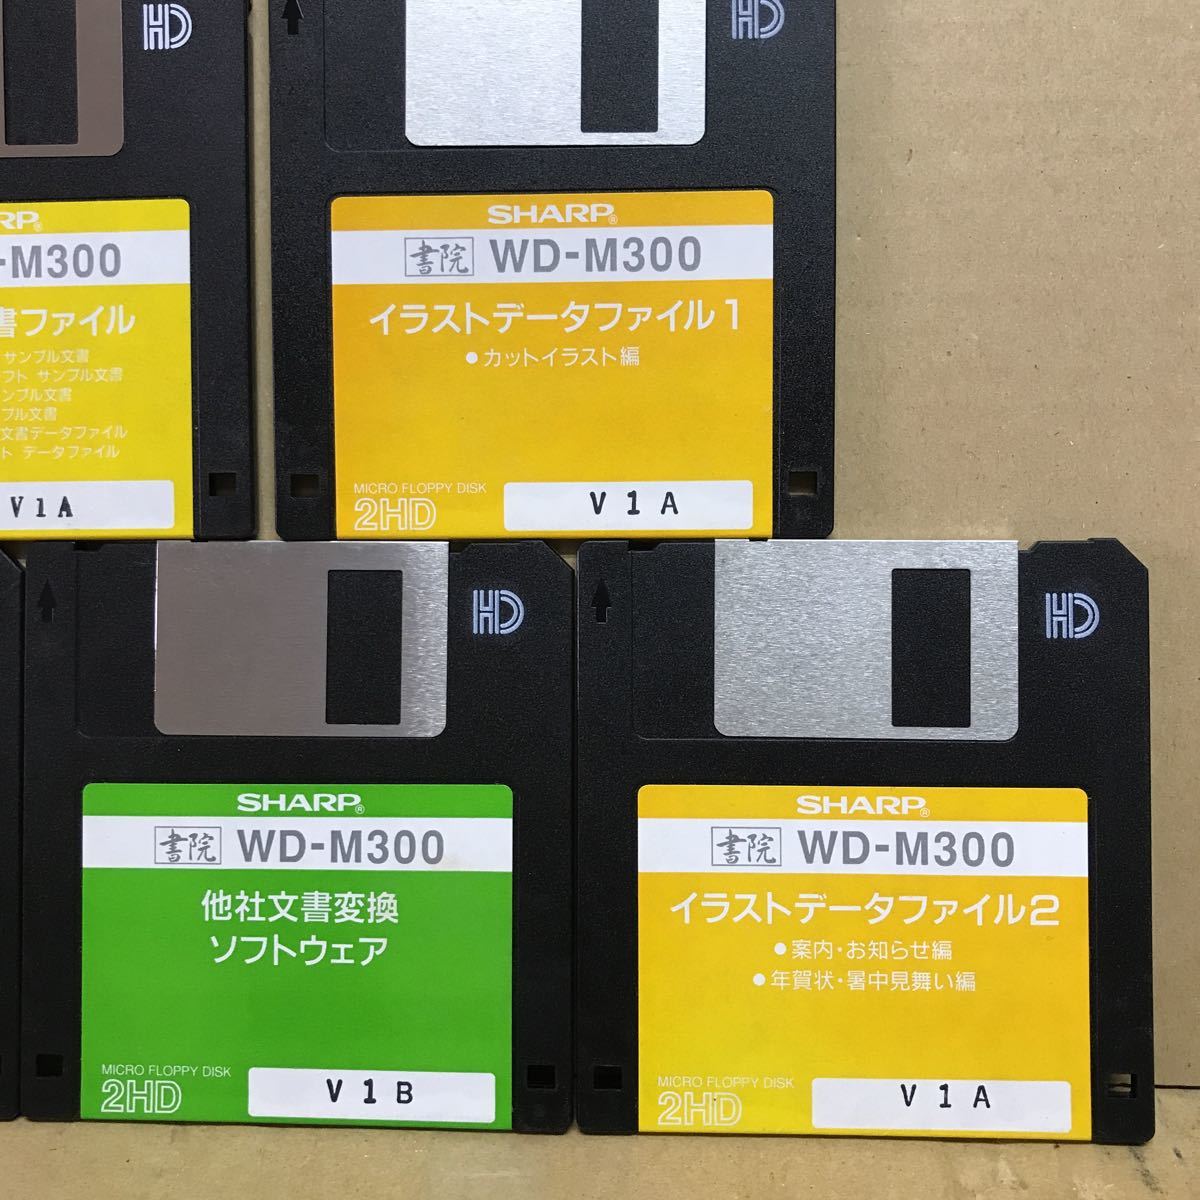 HD
RP®
-M300
書ファイル
サンプル文書
フト サンプル文書
ンプル文書
プル文書
文書データファイル
ト データファイル
V1A
HD
SHARP®
書院 WD-M300
イラストデータファイル1
●カットイラスト編
MICRO FLOPPY DISK
2HD
V1A
HD
SHARP®
書院 WD-M300
他社文書変換
ソフトウェア
MICRO FLOPPY DISK
2HD
V1B
HD
SHARP®
書院 WD-M300
イラストデータファイル2
●案内・お知らせ編
●年賀状・暑中見舞い編
MICRO FLOPPY DISK
2HD
V1A